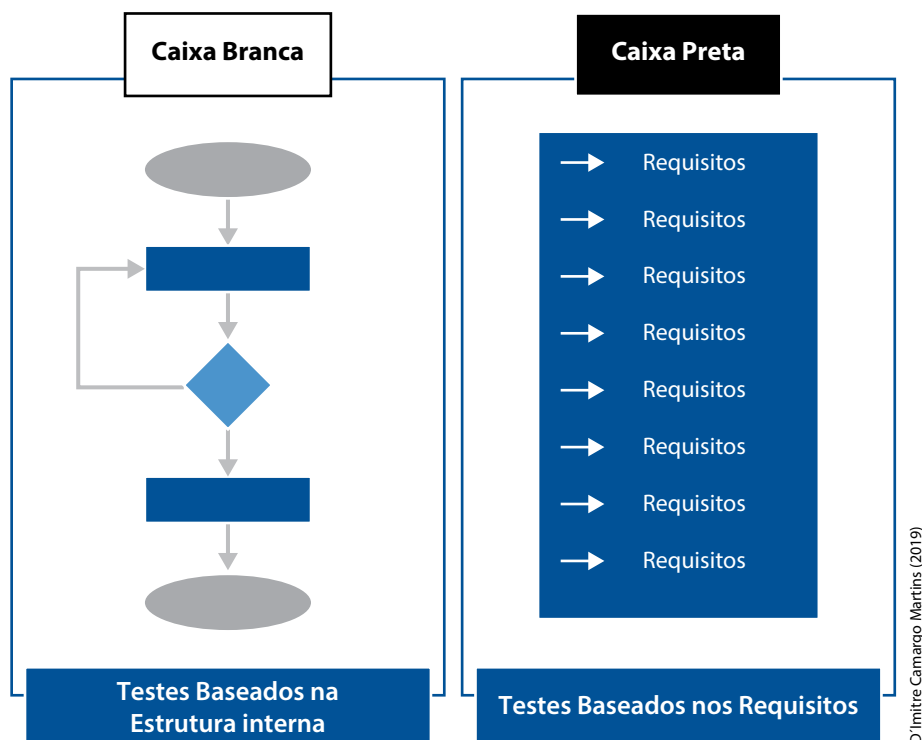 Caixa Branca
Testes Baseados na
Estrutura interna
Caixa Preta
Requisitos
Requisitos
Requisitos
Requisitos
Requisitos
Requisitos
Requisitos
Requisitos
Testes Baseados nos Requisitos
D'Imitre Camargo Martins (2019)